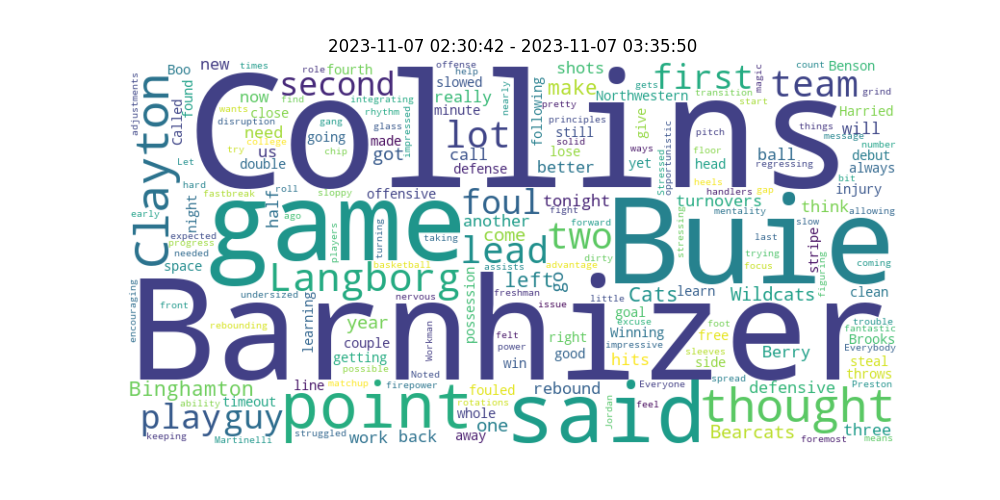 2023-11-07 02:30:42 - 2023-11-07 03:35:50
Collins
Barnhizer
Buie
game
said
point
thought
Clayton
Langborg
team
first
second
lot
foul
lead
two
guy
play
Boo
new
times
role
fourth
offense
help
slowed
shots
make
Northwestern
Benson
count
grind
magic
gets
transition
start
adjustments
called
found
now
wants
find
integrating
rhythm
really
minute
nearly
following
pretty
principles
give
pitch
things
will
Harried
message
number
disruption
close
need
college
gang
glass
impressed
going
made
got
call
still
solid
ways
yet
floor
head
ball
debut
always
us
try
chip
double
defense
better
lose
Stressed
opportunistic
regressing
Let
hard
fastbreak
roll
sloppy
offensive
tonight
heels
handlers
gap
bit
injury
early
night
half
ago
players
turning
another
fight
forward
turnovers
mentality
slow
think
allowing
expected
progress
needed
space
taking
come
dirty
stressing
last
trying
focus
stripe
figuring
coming
basketball
assists
advantage
left
98
Cats
learn
Wildcats
clean
encouraging
undersized
front
rebounding
learning
nervous
possession
freshman
issue
little
goal
excuse
foot
trouble
fantastic
Brooks
Everybody
year
couple
getting
possible
Workman
felt
power
win
right
good
Winning
impressive
hits
free
sleeves
side
Berry
steal
throws
Preston
Binghamton
line
matchup
Noted
firepower
fouled
rebound
Everyone
spread
defensive
ability
timeout
rotations
whole
one
feel
Jordan
keeping
Martinelli
struggled
work
back
away
Bearcats
three
foremost
means